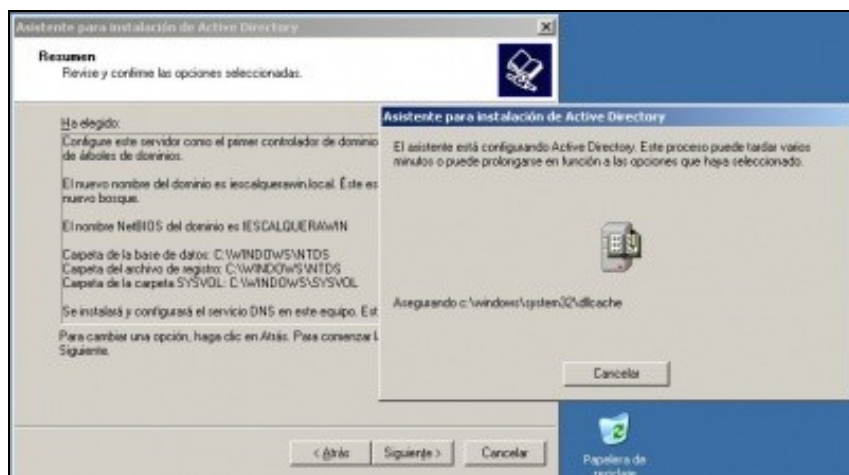 Asistente para instalación de Active Directory
Resumen
Revise y confirme las opciones seleccionadas.
Ha elegido:
Configure este servidor como el primer controlador de dominio
de árboles de dominios.
El nuevo nombre del dominio es iescalquerawin.local. Éste es
nuevo bosque.
El nombre NetBIOS del dominio es IESCALQUERAWIN
Carpeta de la base de datos: C:\WINDOWS\NTDS
Carpeta del archivo de registro: C:\WINDOWS\NTDS
Carpeta de la carpeta SYSVOL: C:\WINDOWS\SYSVOL
Se instalará y configurará el servicio DNS en este equipo. Est
Para cambiar una opción, haga clic en Atrás. Para comenzar l
Siguiente.
< Atrás
Siguiente >
Cancelar
Asistente para instalación de Active Directory
El asistente está configurando Active Directory. Este proceso puede tardar varios
minutos o puede prolongarse en función a las opciones que haya seleccionado.
Asegurando c:\windows\system32\dllcache
Cancelar
Papelera de
reciclaje